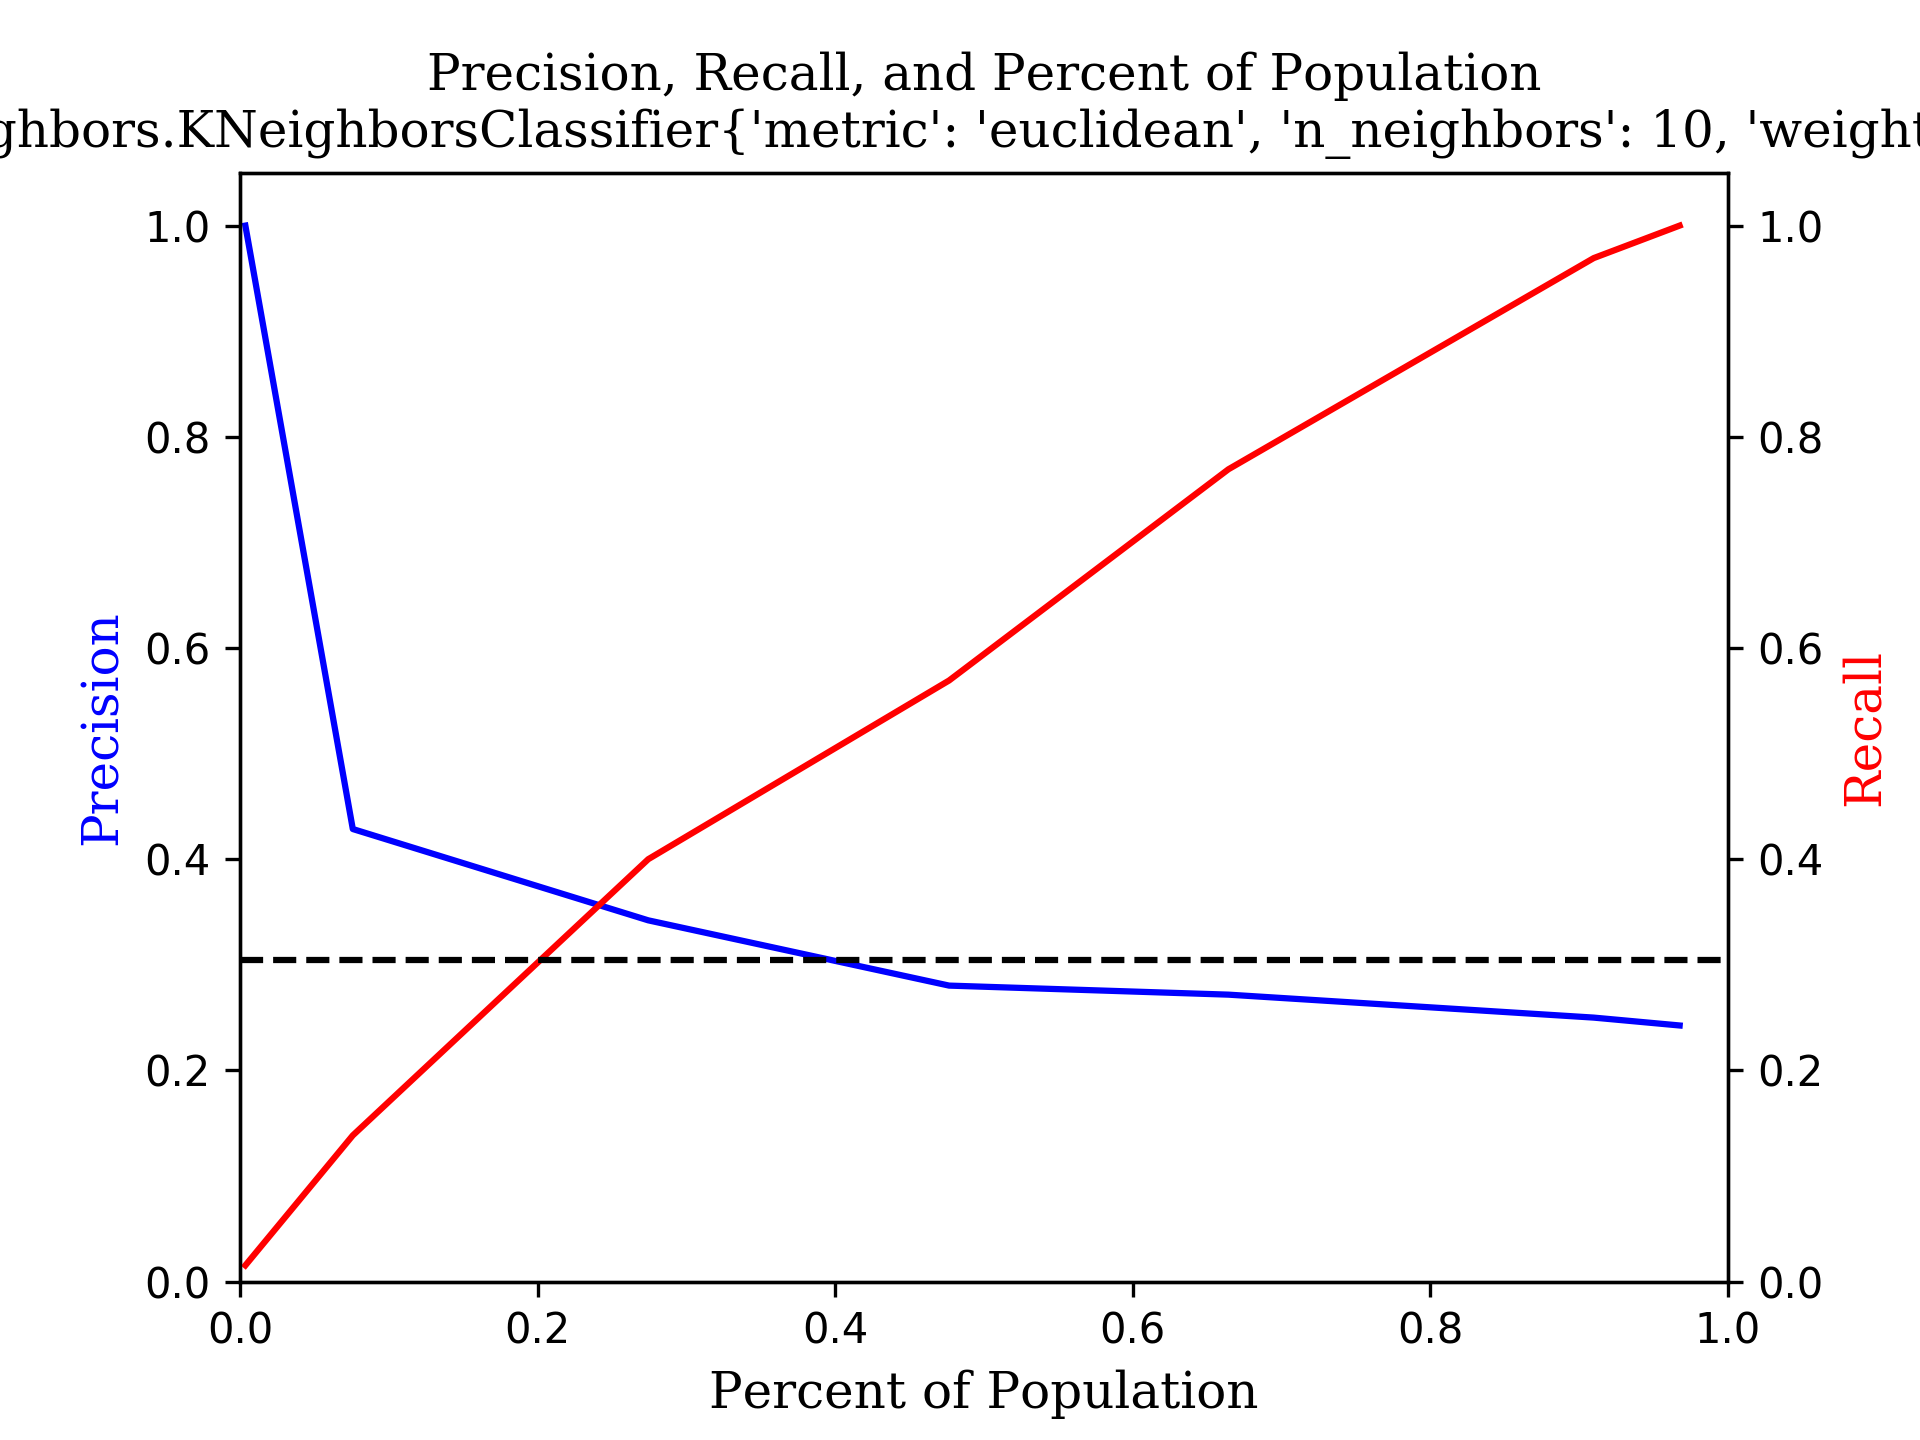 Precision, Recall, and Percent of Population
ghbors.KNeighborsClassifier{'metric': 'euclidean', 'n_neighbors': 10, 'weight
1.0
0.8
0.6
0.4
0.2
0.0
Precision
1.0
0.8
0.6
0.4
0.2
0.0
Recall
0.0 0.2 0.4 0.6 0.8 1.0
Percent of Population